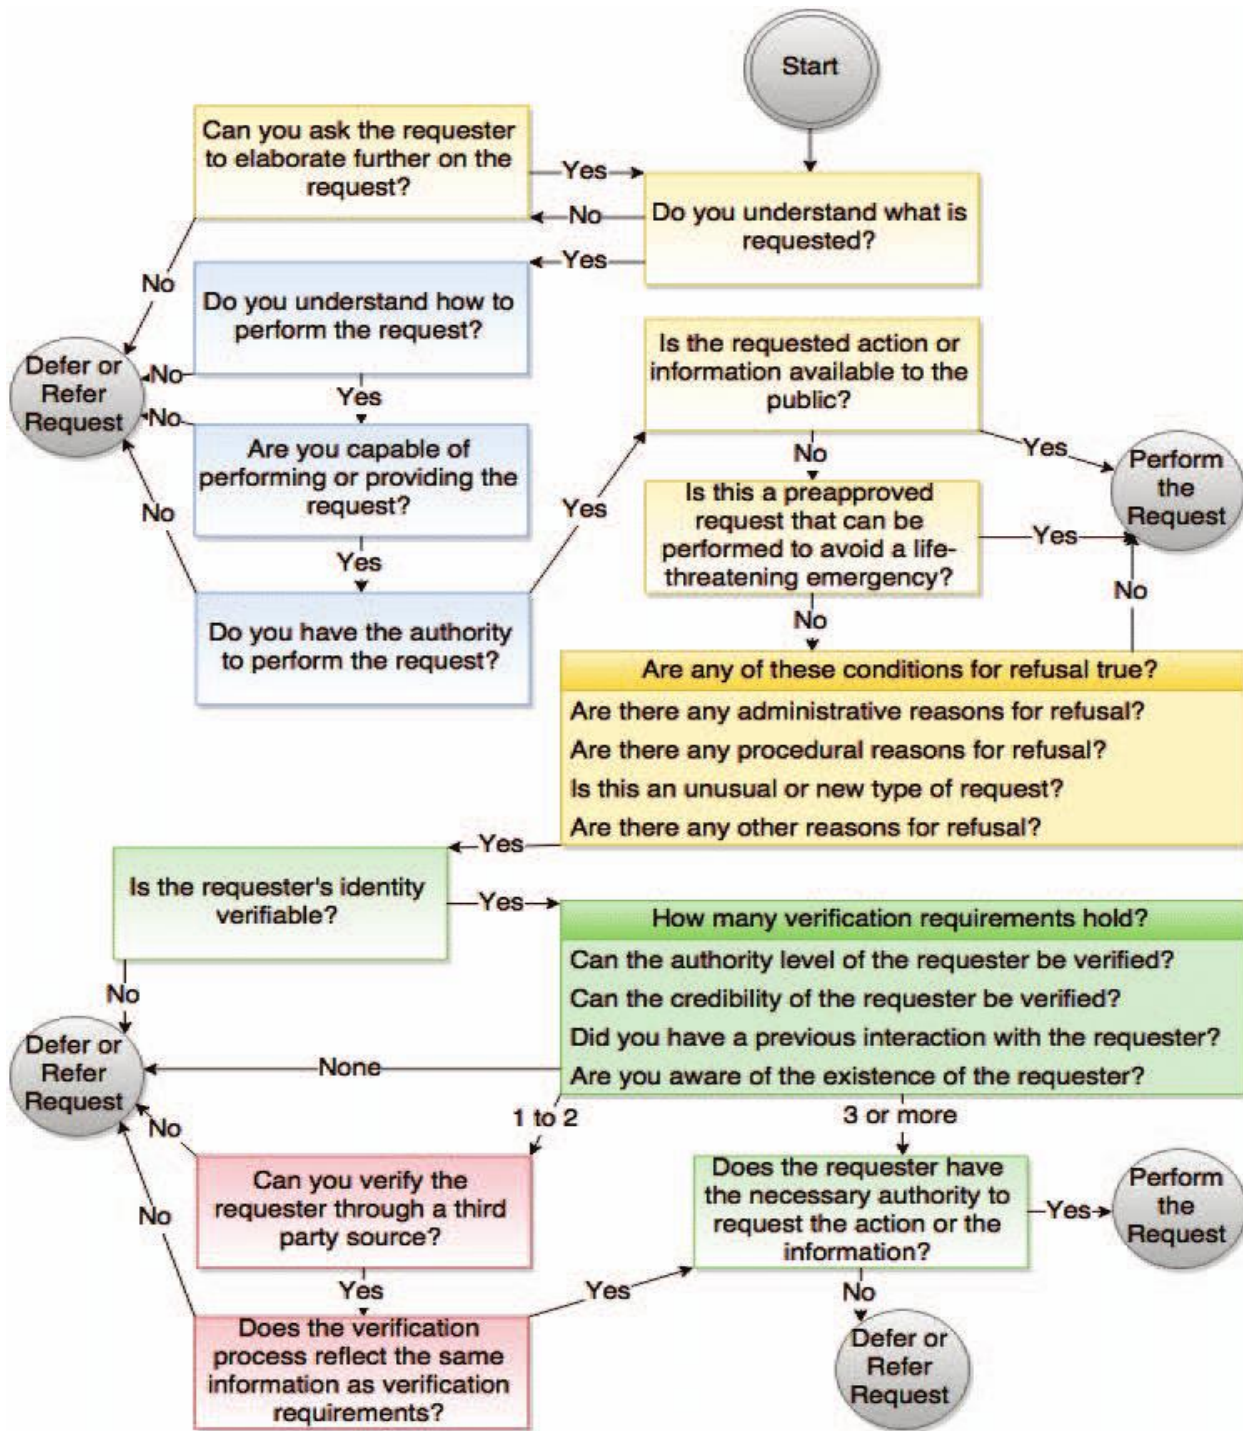 Start
Can you ask the requester
to elaborate further on the
request?
Yes
No
Do you understand what is
requested?
Yes
No
Do you understand how to
perform the request?
Defer or
Refer
Request
No
Yes
No
Are you capable of
performing or providing the
request?
No
Yes
Do you have the authority
to perform the request?
Yes
Is the requested action or
information available to the
public?
Yes
No
Perform
the
Request
Is this a preapproved
request that can be
performed to avoid a life-
threatening emergency?
Yes
No
No
Are any of these conditions for refusal true?
Are there any administrative reasons for refusal?
Are there any procedural reasons for refusal?
Is this an unusual or new type of request?
Are there any other reasons for refusal?
Yes
Is the requester's identity
verifiable?
Yes
No
How many verification requirements hold?
Can the authority level of the requester be verified?
Can the credibility of the requester be verified?
Did you have a previous interaction with the requester?
Are you aware of the existence of the requester?
Defer or
Refer
Request
None
1 to 2
3 or more
No
Can you verify the
requester through a third
party source?
No
Yes
Does the verification
process reflect the same
information as verification
requirements?
Yes
Does the requester have
the necessary authority to
request the action or the
information?
Yes
Perform
the
Request
No
Defer or
Refer
Request